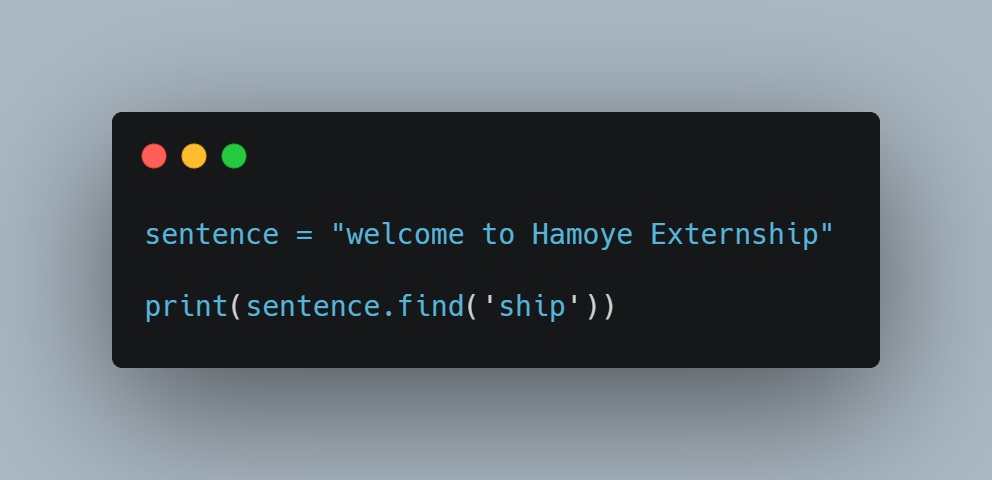 sentence = "welcome to Hamoye Externship"
print(sentence.find('ship'))